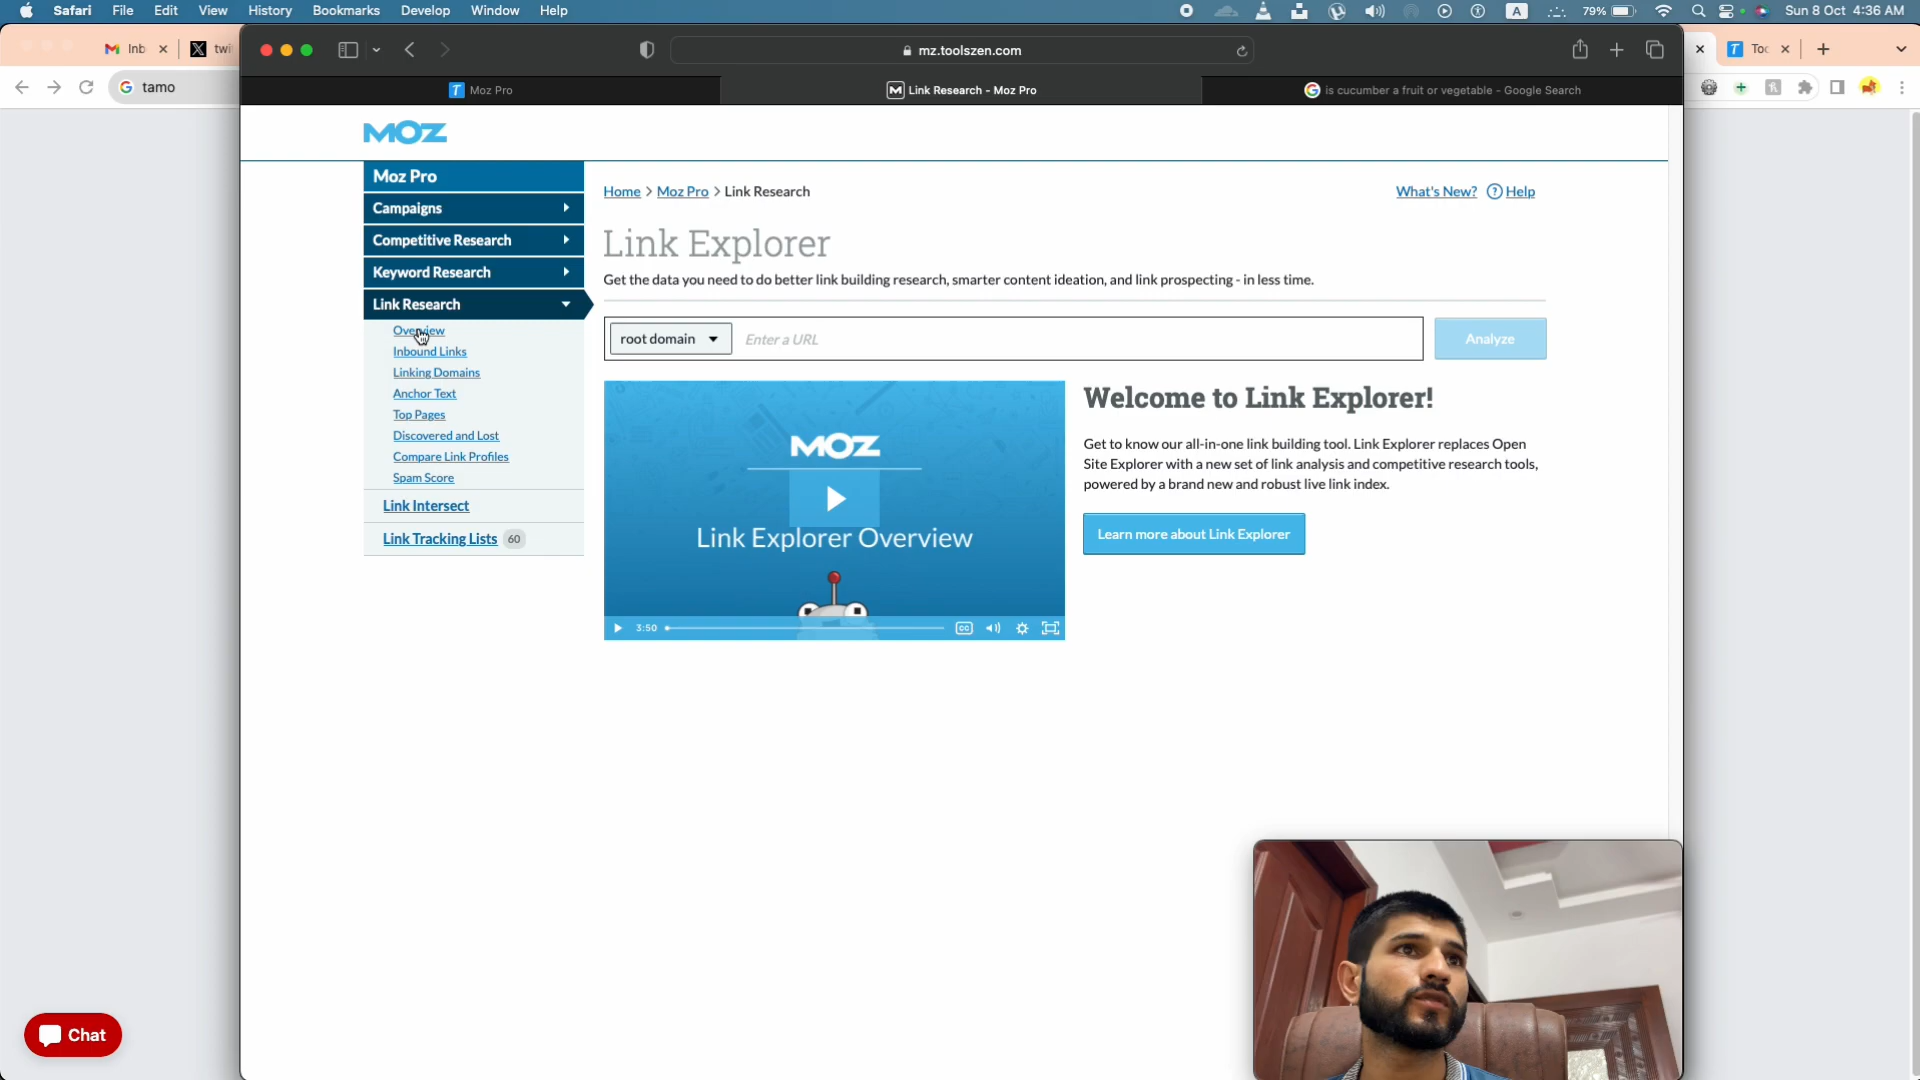 Safari File Edit View History Bookmarks Develop Window Help
A 79% Sun 8 Oct 4:36 AM
Inb twi
mz.toolszen.com
Toc
tamo
Moz Pro
Link Research - Moz Pro
is cucumber a fruit or vegetable - Google Search
MOZ
Moz Pro
Campaigns
Competitive Research
Keyword Research
Link Research
Overview
Inbound Links
Linking Domains
Anchor Text
Top Pages
Discovered and Lost
Compare Link Profiles
Spam Score
Link Intersect
Link Tracking Lists 60
Home > Moz Pro > Link Research
What's New? Help
Link Explorer
Get the data you need to do better link building research, smarter content ideation, and link prospecting - in less time.
root domain Enter a URL Analyze
MOZ
Link Explorer Overview
3:50
CC
Welcome to Link Explorer!
Get to know our all-in-one link building tool. Link Explorer replaces Open
Site Explorer with a new set of link analysis and competitive research tools,
powered by a brand new and robust live link index.
Learn more about Link Explorer
Chat